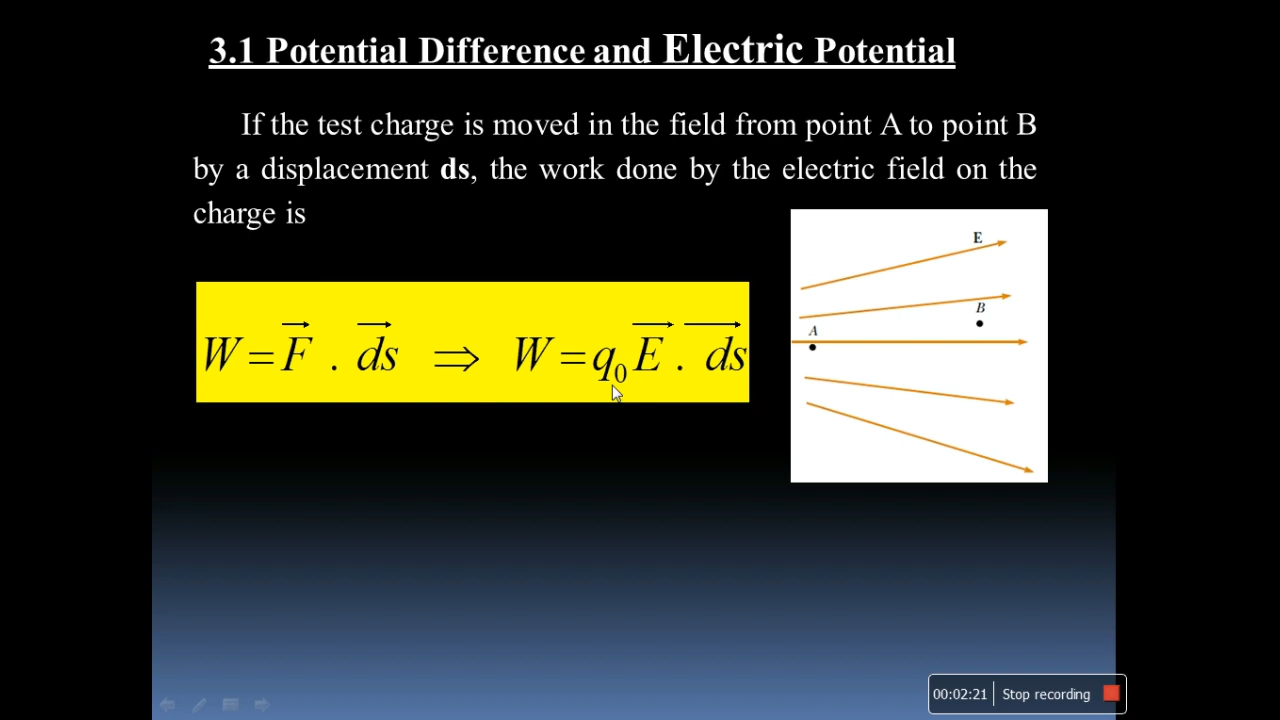 3.1 Potential Difference and Electric Potential
If the test charge is moved in the field from point A to point B
by a displacement ds, the work done by the electric field on the
charge is
W = F⃗ . d⃗s⃗ ⇒ W = q₀ E⃗ . d⃗s⃗
E
B
A
00:02:21 Stop recording